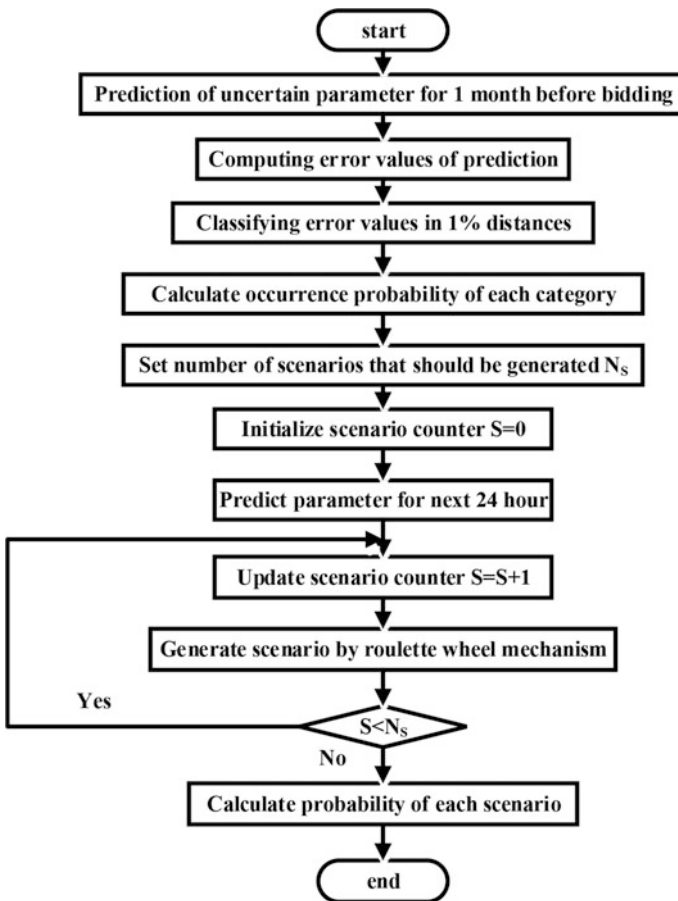 start
Prediction of uncertain parameter for 1 month before bidding
Computing error values of prediction
Classifying error values in 1% distances
Calculate occurrence probability of each category
Set number of scenarios that should be generated Nₛ
Initialize scenario counter S=0
Predict parameter for next 24 hour
Update scenario counter S=S+1
Generate scenario by roulette wheel mechanism
Yes
S<Nₛ
No
Calculate probability of each scenario
end